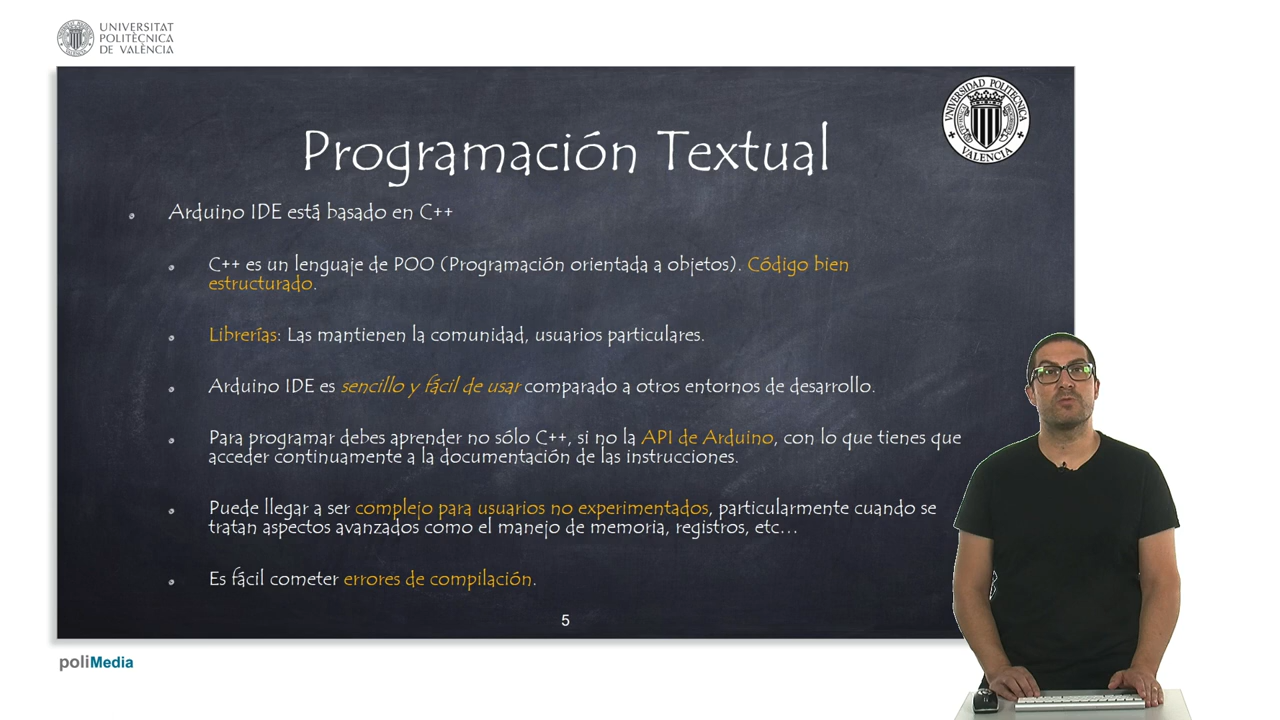 UNIVERSITAT
POLITÈCNICA
DE VALÈNCIA
UNIVERSIDAD POLITECNICA
VALENCIA
Programación Textual
Arduino IDE está basado en C++
C++ es un lenguaje de POO (Programación orientada a objetos). Código bien
estructurado.
Librerías: Las mantienen la comunidad, usuarios particulares.
Arduino IDE es sencillo y fácil de usar comparado a otros entornos de desarrollo.
Para programar debes aprender no sólo C++, si no la API de Arduino, con lo que tienes que
acceder continuamente a la documentación de las instrucciones.
Puede llegar a ser complejo para usuarios no experimentados, particularmente cuando se
tratan aspectos avanzados como el manejo de memoria, registros, etc...
Es fácil cometer errores de compilación.
5
poliMedia